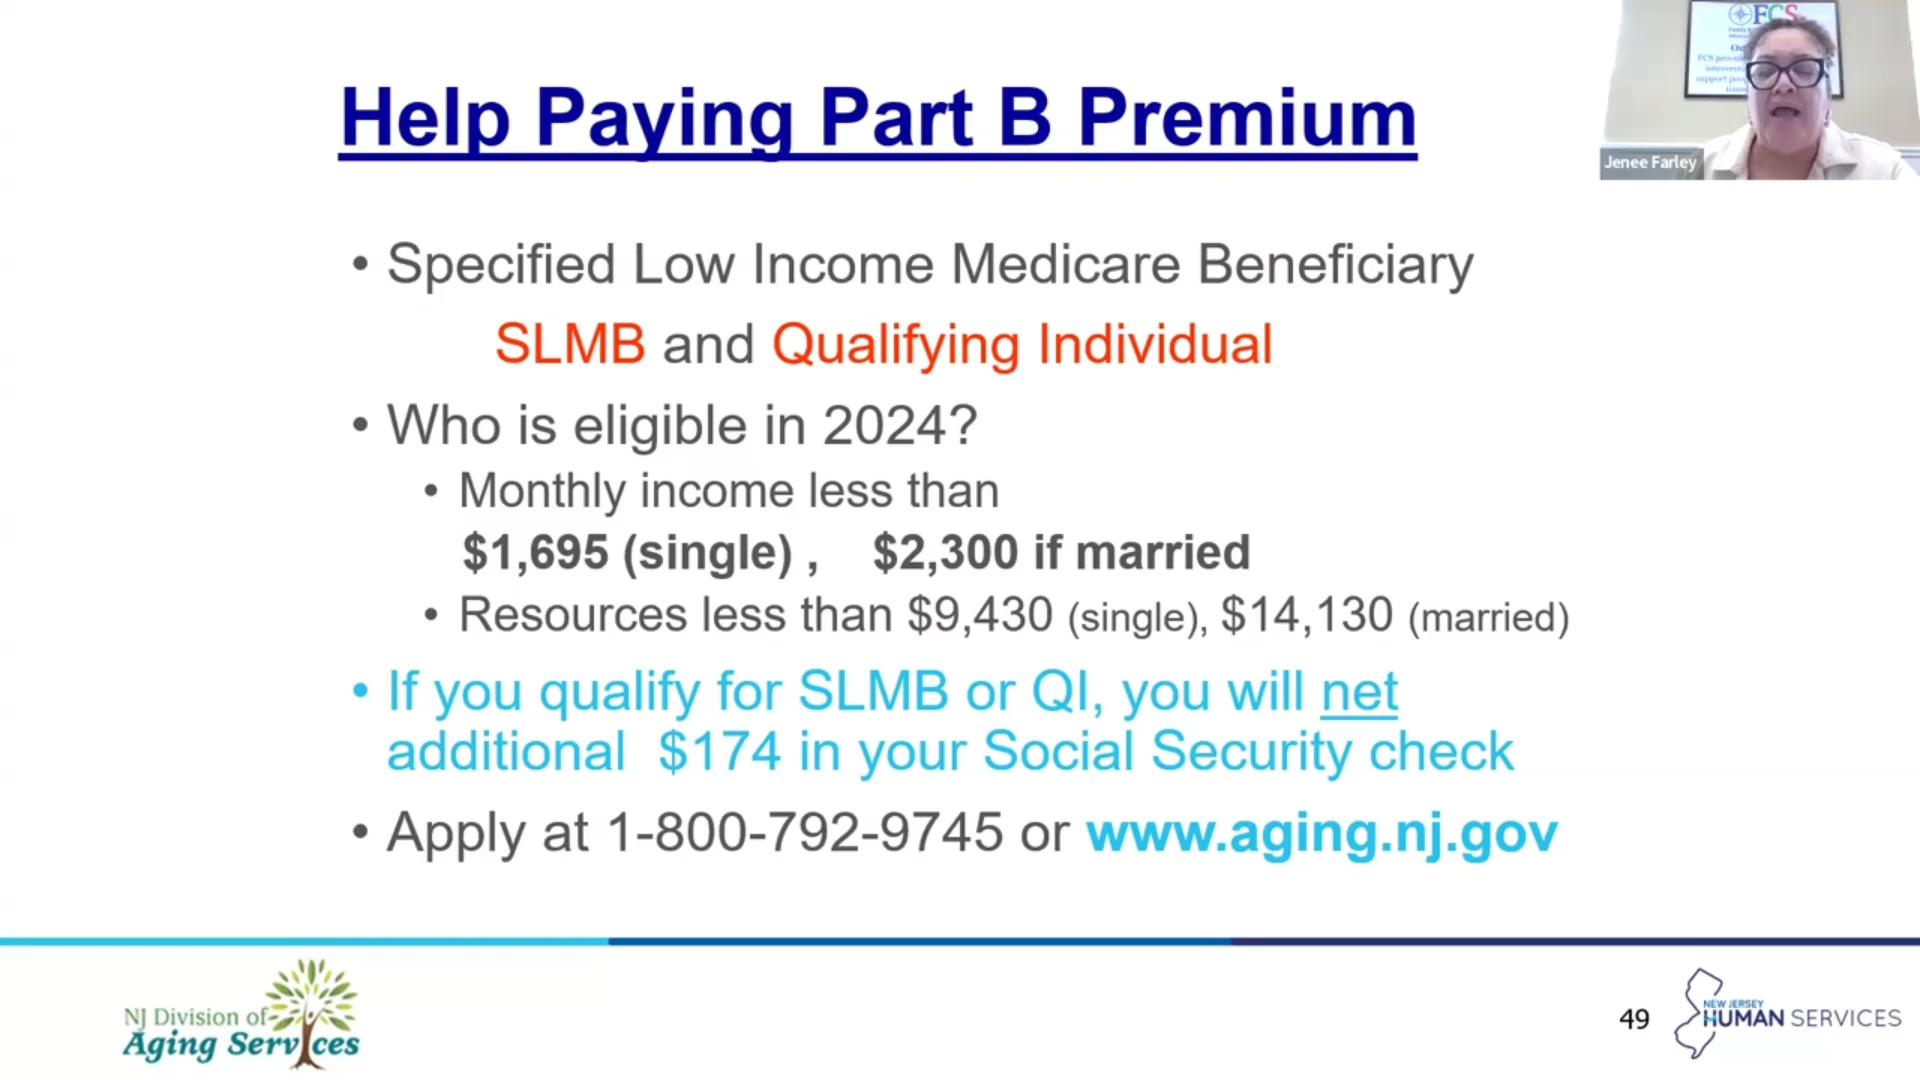 Help Paying Part B Premium
FCS
Jenee Farley
• Specified Low Income Medicare Beneficiary
SLMB and Qualifying Individual
• Who is eligible in 2024?
• Monthly income less than
$1,695 (single) , $2,300 if married
• Resources less than $9,430 (single), $14,130 (married)
• If you qualify for SLMB or QI, you will net
additional $174 in your Social Security check
• Apply at 1-800-792-9745 or www.aging.nj.gov
NJ Division of
Aging Services
49
NEW JERSEY
HUMAN SERVICES